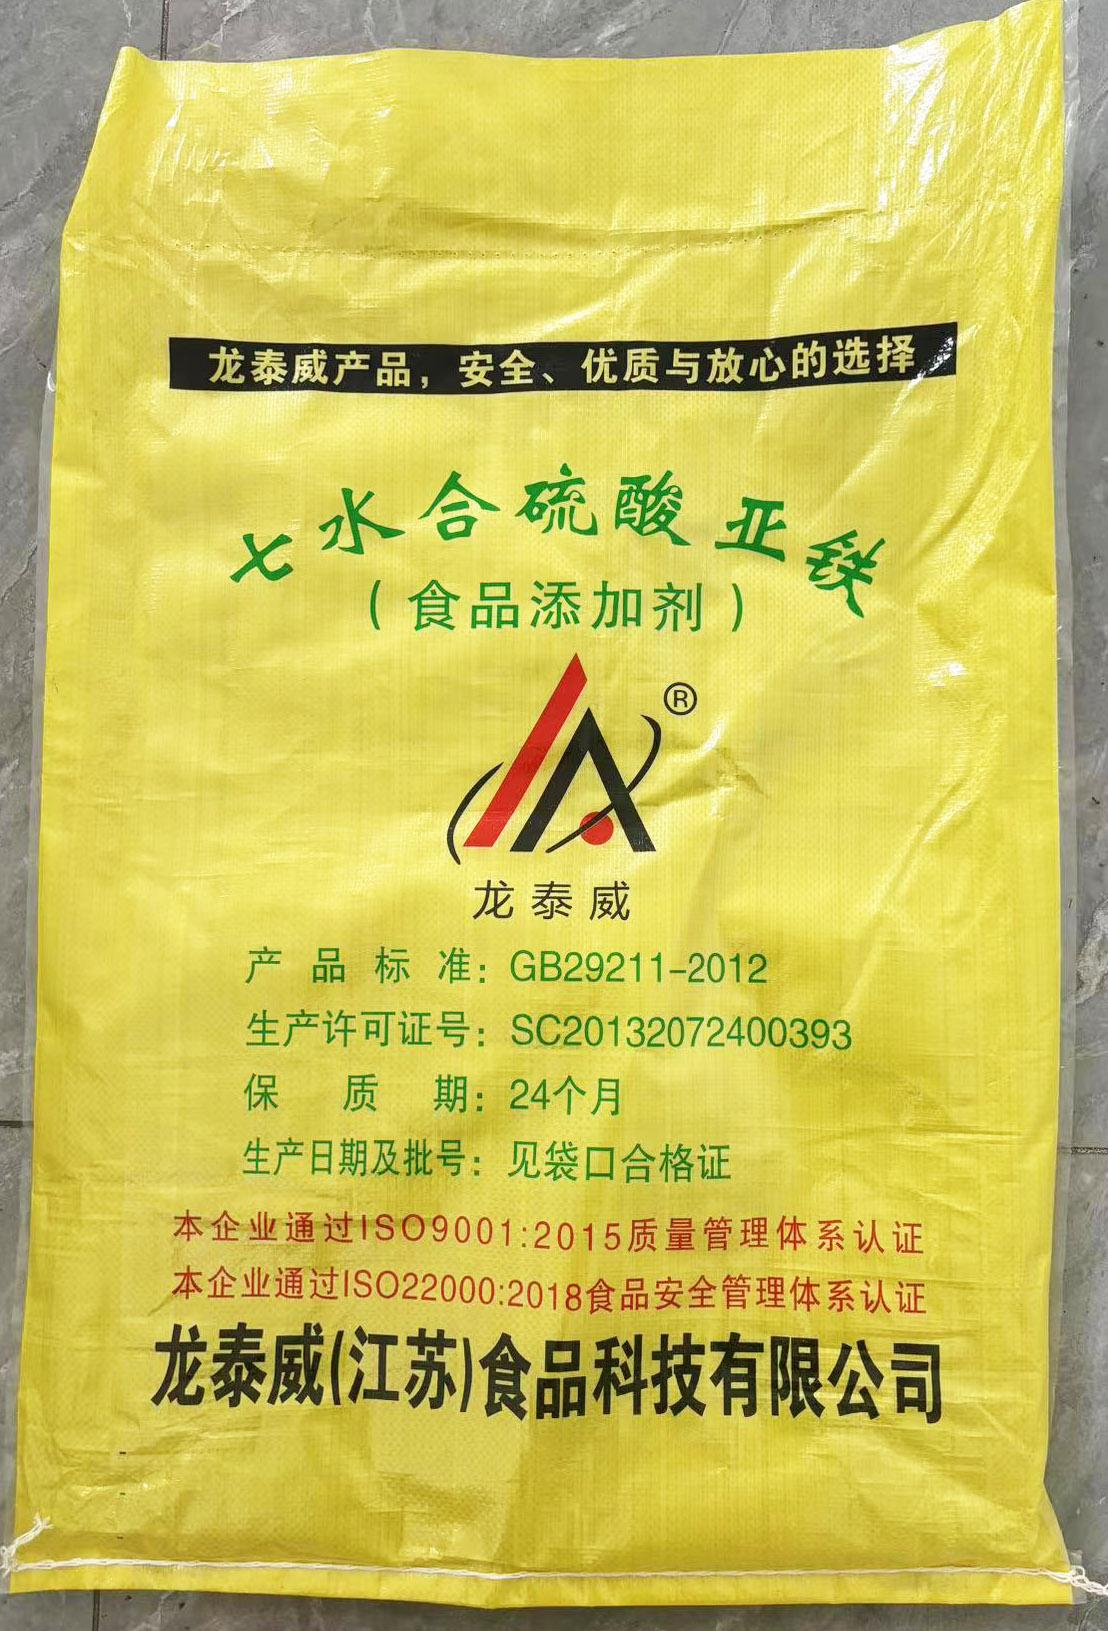 龙泰威产品，安全、优质与放心的选择
七水合硫酸亚铁
（食品添加剂）
®
龙泰威
产品标准：GB29211-2012
生产许可证号：SC20132072400393
保质期：24个月
生产日期及批号：见袋口合格证
本企业通过ISO9001:2015质量管理体系认证
本企业通过ISO22000:2018食品安全管理体系认证
龙泰威(江苏)食品科技有限公司